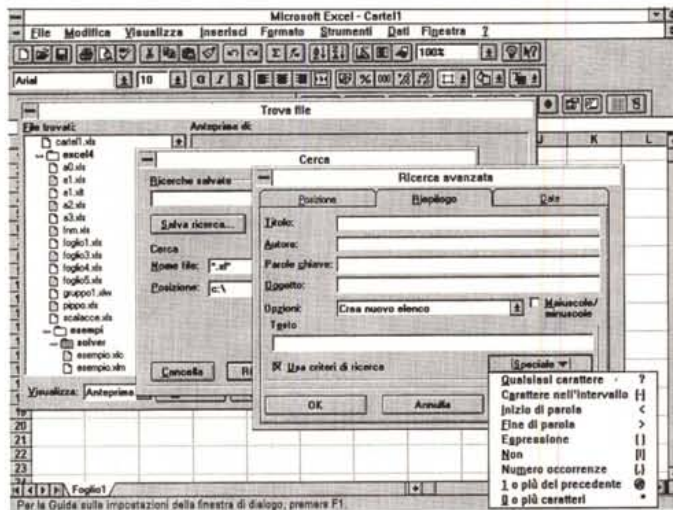 Microsoft Excel - Cartel1
File Modifica Visualizza Inserisci Formato Strumenti Dati Finestra ?
100%
Arial 10 G I S
Trova file
File trovati: Anteprima di:
cartel1.xls
excel4
a0.xls
a1.xls
a1.xlt
a2.xls
a3.xls
fnm.xls
foglio1.xls
foglio3.xls
foglio4.xls
foglio5.xls
gruppo1.xlw
pippo.xls
scalacce.xls
esempi
solver
esempio.xlc
esempio.xlm
Visualizza: Anteprima
Cerca
Ricerche salvate
Salva ricerca...
Cerca
Nome file: "*.xl*"
Posizione: c:\
Cancella
Ricerca avanzata
Posizione Riepilogo Data
Titolo:
Autore:
Parole chiave:
Oggetto:
Opzioni: Crea nuovo elenco
Maiuscole/
minuscole
Testo
Usa criteri di ricerca
Speciale
OK Annulla
Qualsiasi carattere ?
Carattere nell'intervallo [-]
Inizio di parola <
Fine di parola >
Espressione ( )
Non [!]
Numero occorrenze {,}
1 o più del precedente @
0 o più caratteri *
J K L
19
20
21
22
23
24
Foglio1
Per la Guida sulle impostazioni della finestra di dialogo, premere F1.